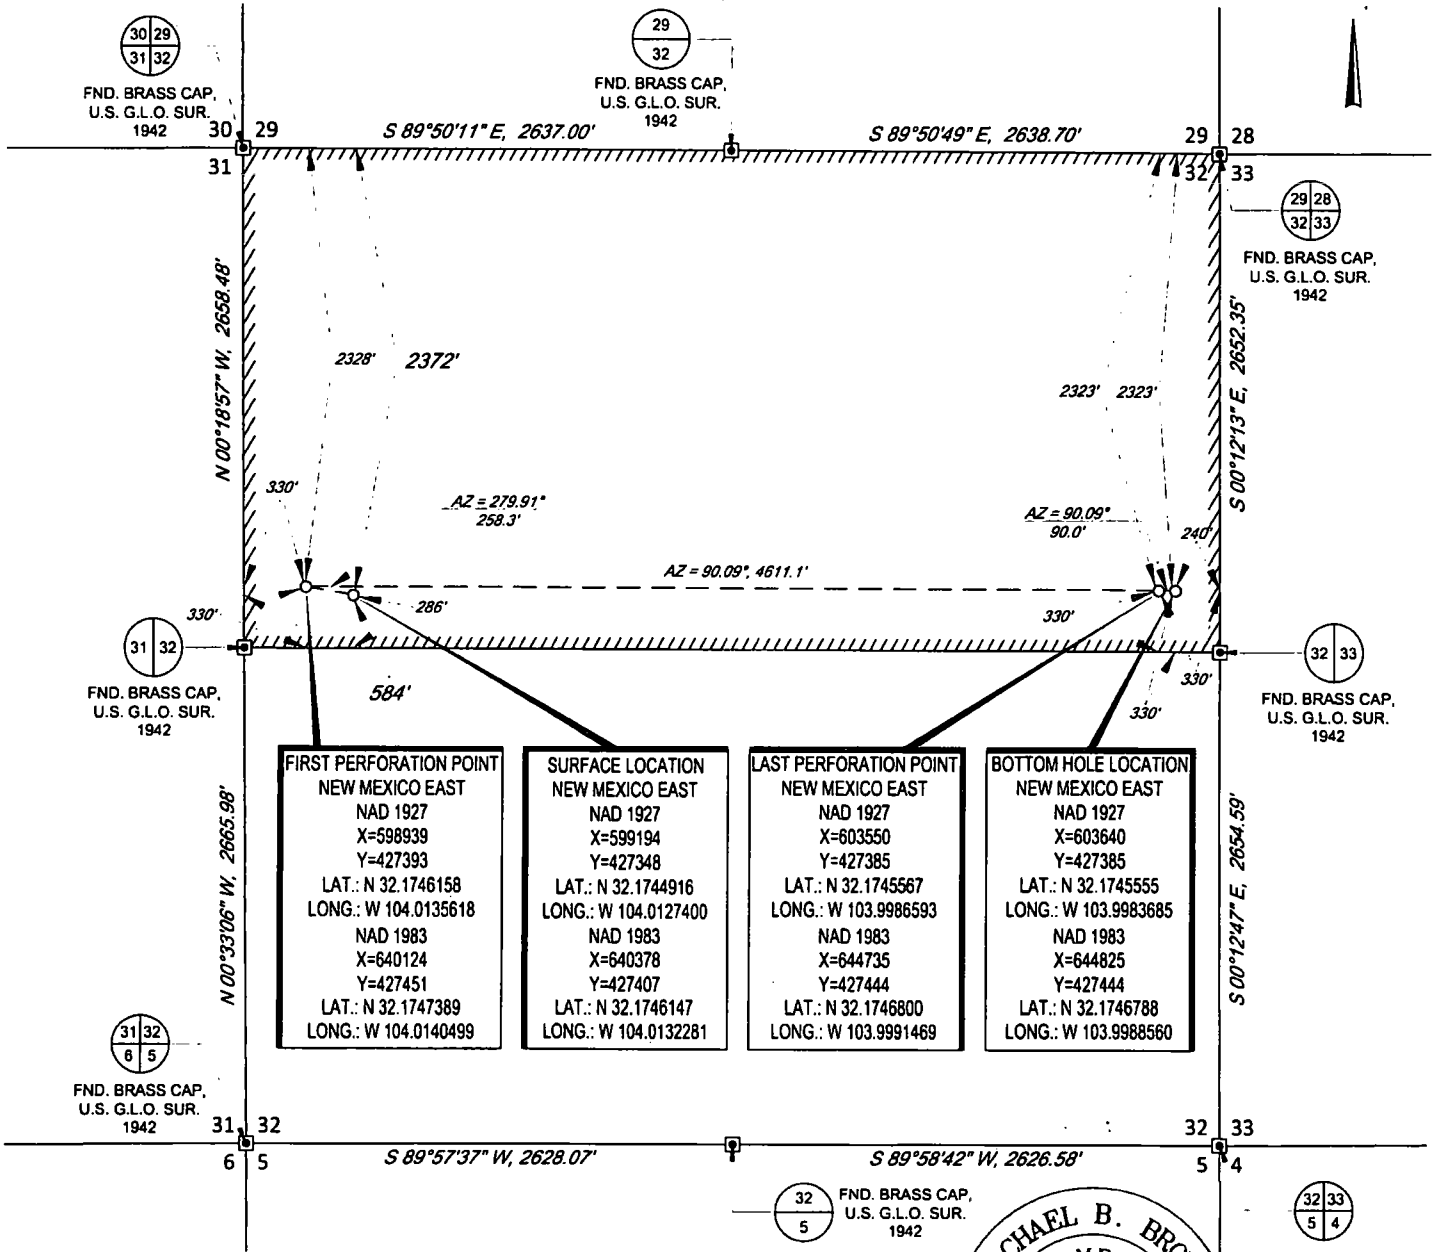 30 29
31 32
FND. BRASS CAP,
U.S. G.L.O. SUR.
1942
29
32
FND. BRASS CAP,
U.S. G.L.O. SUR.
1942
30 29
31
S 89°50'11" E, 2637.00'
S 89°50'49" E, 2638.70'
29 28
32 33
29 28
32 33
FND. BRASS CAP,
U.S. G.L.O. SUR.
1942
N 00°18'57" W, 2658.48'
S 00°12'13" E, 2652.35'
2328'
2372'
2323'
2323'
330'
AZ = 279.91°
258.3'
AZ = 90.09°
90.0'
240'
AZ = 90.09°, 4611.1'
330'
286'
330'
31 32
FND. BRASS CAP,
U.S. G.L.O. SUR.
1942
584'
330'
330'
32 33
FND. BRASS CAP,
U.S. G.L.O. SUR.
1942
FIRST PERFORATION POINT
NEW MEXICO EAST
NAD 1927
X=598939
Y=427393
LAT.: N 32.1746158
LONG.: W 104.0135618
NAD 1983
X=640124
Y=427451
LAT.: N 32.1747389
LONG.: W 104.0140499
SURFACE LOCATION
NEW MEXICO EAST
NAD 1927
X=599194
Y=427348
LAT.: N 32.1744916
LONG.: W 104.0127400
NAD 1983
X=640378
Y=427407
LAT.: N 32.1746147
LONG.: W 104.0132281
LAST PERFORATION POINT
NEW MEXICO EAST
NAD 1927
X=603550
Y=427385
LAT.: N 32.1745567
LONG.: W 103.9986593
NAD 1983
X=644735
Y=427444
LAT.: N 32.1746800
LONG.: W 103.9991469
BOTTOM HOLE LOCATION
NEW MEXICO EAST
NAD 1927
X=603640
Y=427385
LAT.: N 32.1745555
LONG.: W 103.9983685
NAD 1983
X=644825
Y=427444
LAT.: N 32.1746788
LONG.: W 103.9988560
N 00°33'06" W, 2665.98'
S 00°12'47" E, 2654.59'
31 32
6 5
FND. BRASS CAP,
U.S. G.L.O. SUR.
1942
31 32
6 5
S 89°57'37" W, 2628.07'
S 89°58'42" W, 2626.58'
32 33
5 4
32
5
FND. BRASS CAP,
U.S. G.L.O. SUR.
1942
32 33
5 4
CHAEL B. BRO